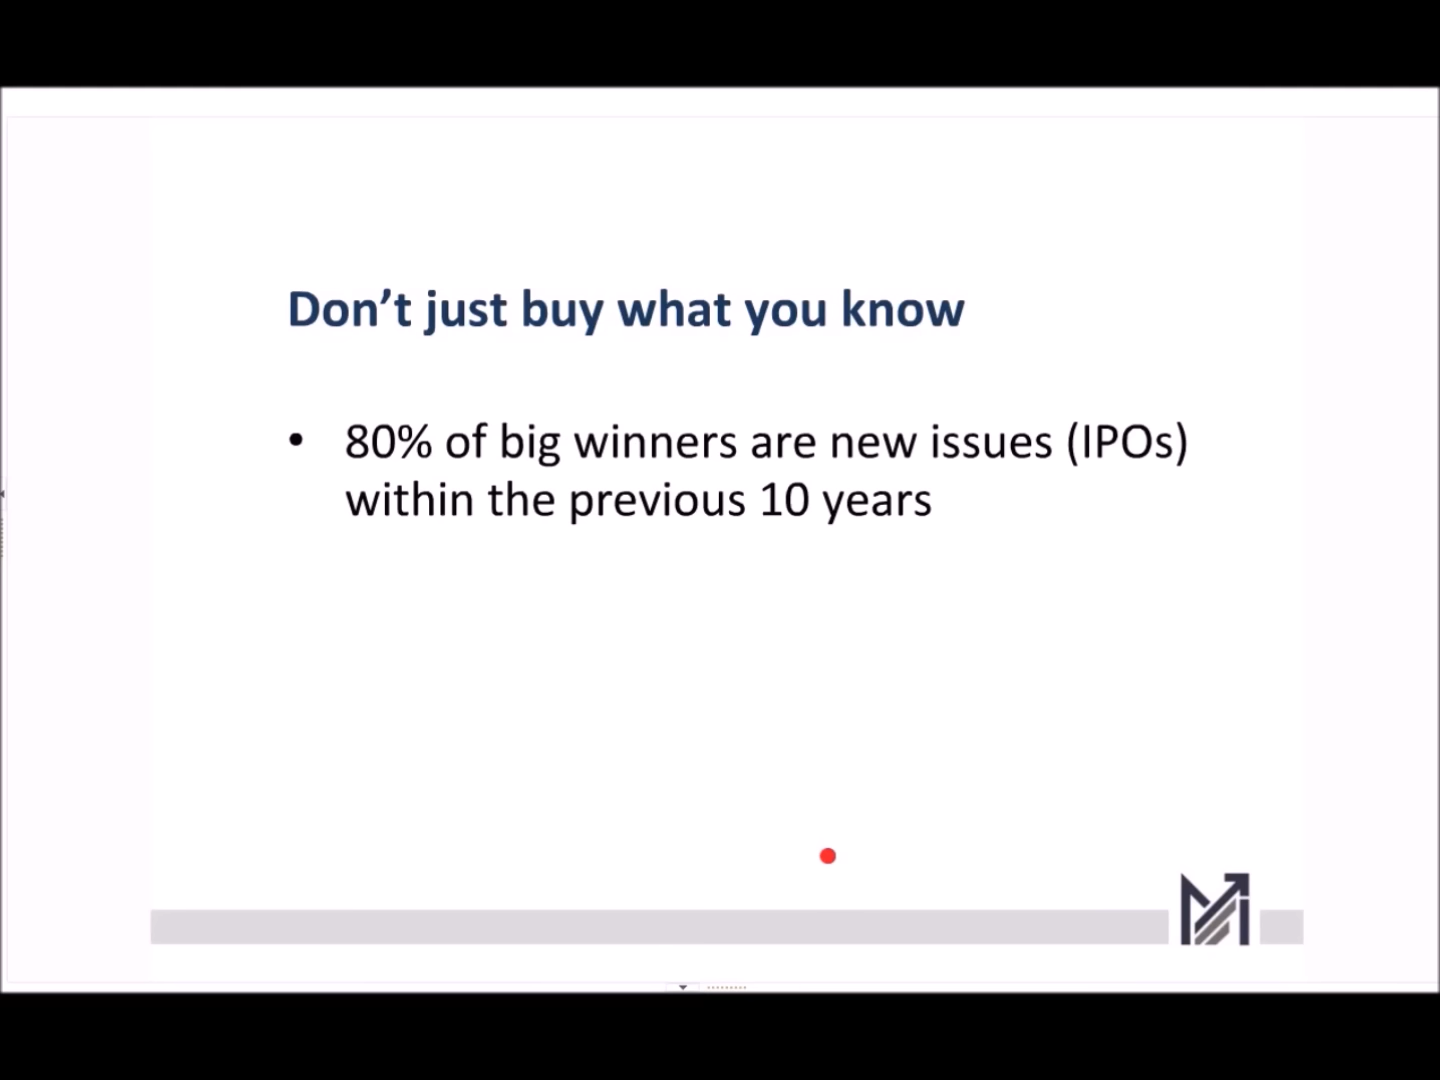 Don’t just buy what you know
• 80% of big winners are new issues (IPOs)
within the previous 10 years